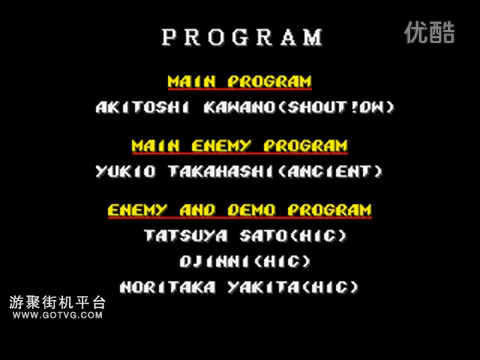 PROGRAM
优酷
MAIN PROGRAM
AKITOSHI KAWANO(SHOUT!DW)
MAIN ENEMY PROGRAM
YUKIO TAKAHASHI(ANCIENT)
ENEMY AND DEMO PROGRAM
TATSUYA SATO(HIC)
DJINNI(HIC)
NORITAKA YAKITA(HIC)
游聚街机平台
WWW.GOTVG.COM